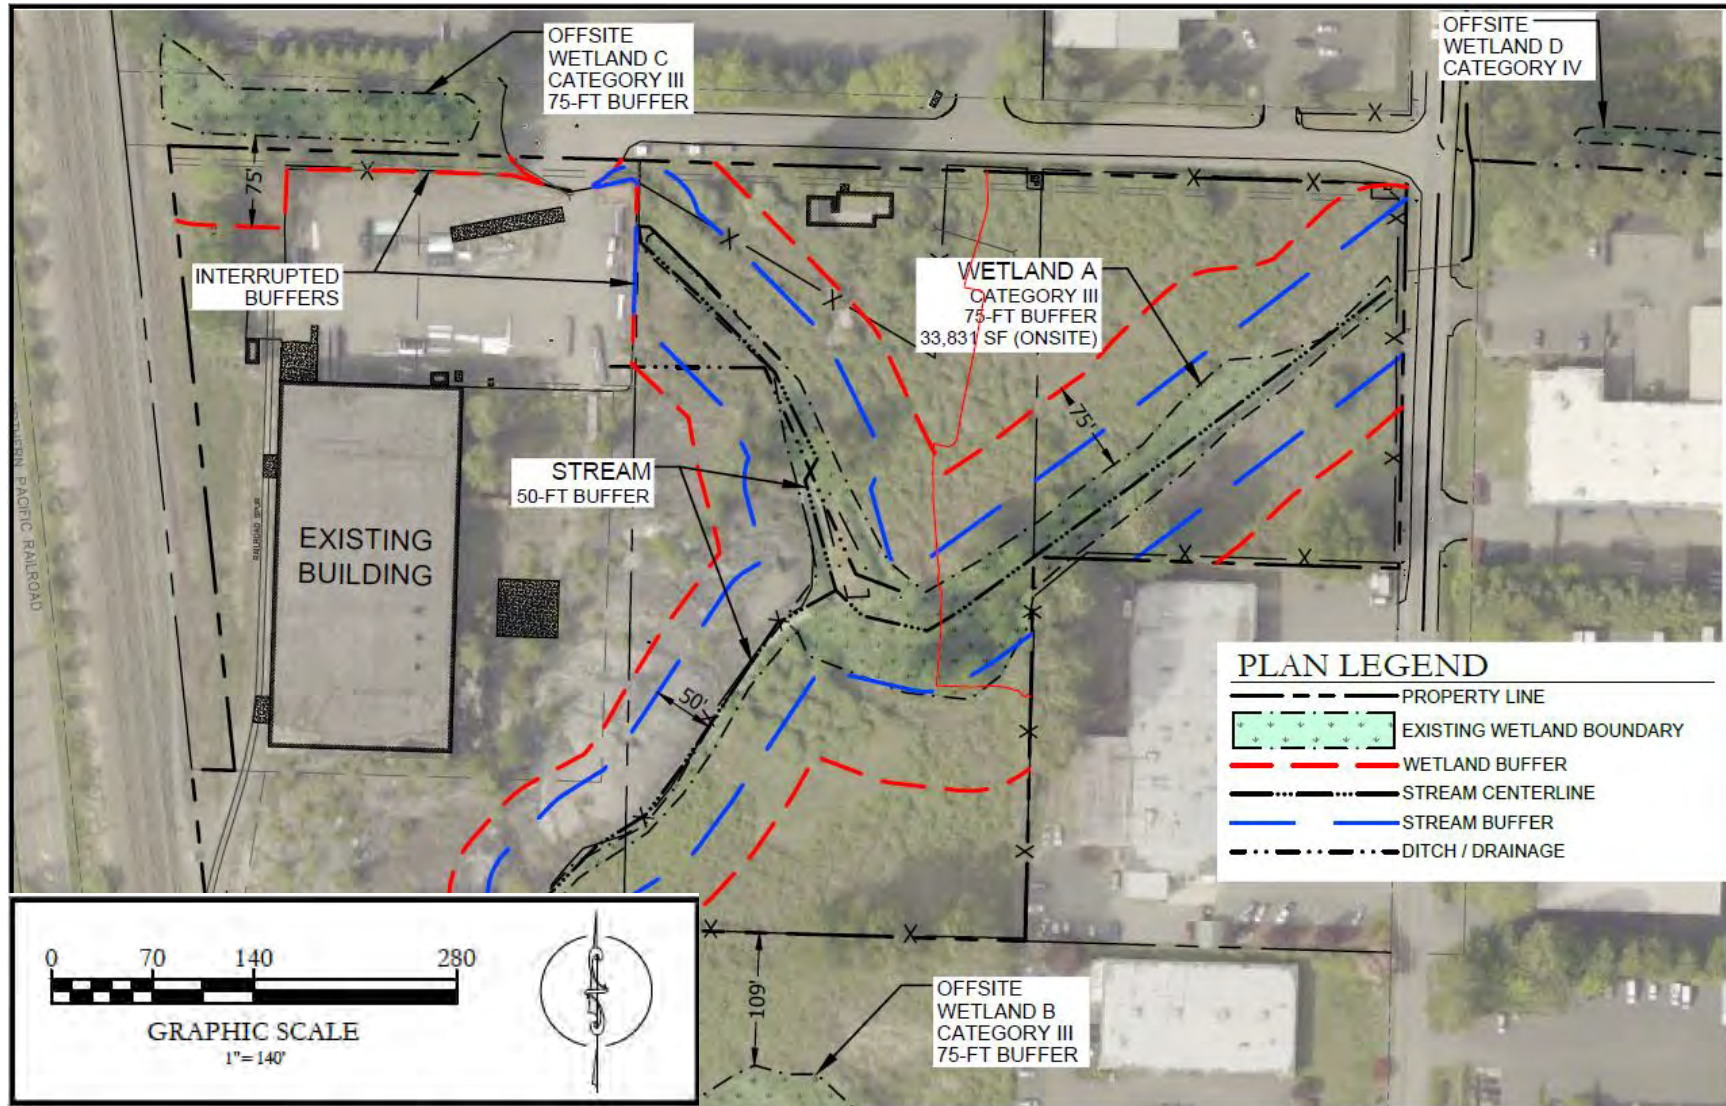 OFFSITE
WETLAND C
CATEGORY III
75-FT BUFFER
OFFSITE
WETLAND D
CATEGORY IV
75'
INTERRUPTED
BUFFERS
WETLAND A
CATEGORY III
75-FT BUFFER
33,831 SF (ONSITE)
75'
STREAM
50-FT BUFFER
EXISTING
BUILDING
RAILROAD SPUR
PACIFIC RAILROAD
50'
PLAN LEGEND
PROPERTY LINE
EXISTING WETLAND BOUNDARY
WETLAND BUFFER
STREAM CENTERLINE
STREAM BUFFER
DITCH / DRAINAGE
0 70 140 280
GRAPHIC SCALE
1"=140'
109'
OFFSITE
WETLAND B
CATEGORY III
75-FT BUFFER